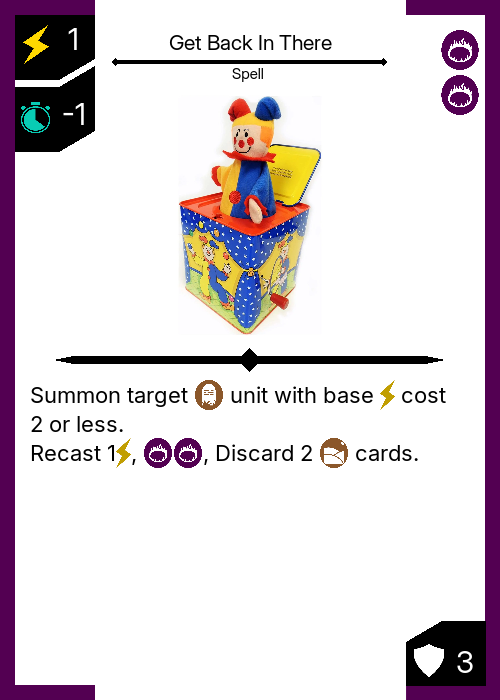 1
Get Back In There
Spell
-1
Summon target unit with base cost
2 or less.
Recast 1, , Discard 2 cards.
3